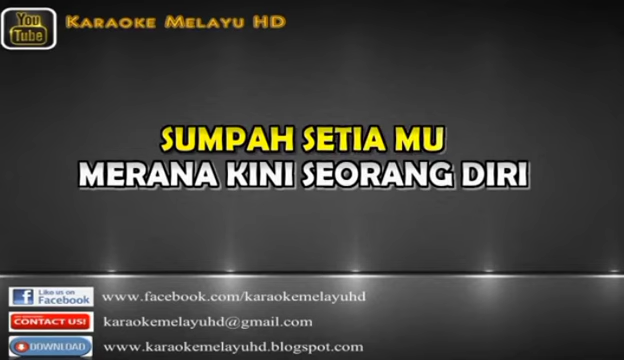 You
Tube
Karaoke Melayu HD
SUMPAH SETIA MU
MERANA KINI SEORANG DIRI
Like us on
Facebook
www.facebook.com/karaokemelayuhd
CONTACT US!
karaokemelayuhd@gmail.com
DOWNLOAD
www.karaokemelayuhd.blogspot.com